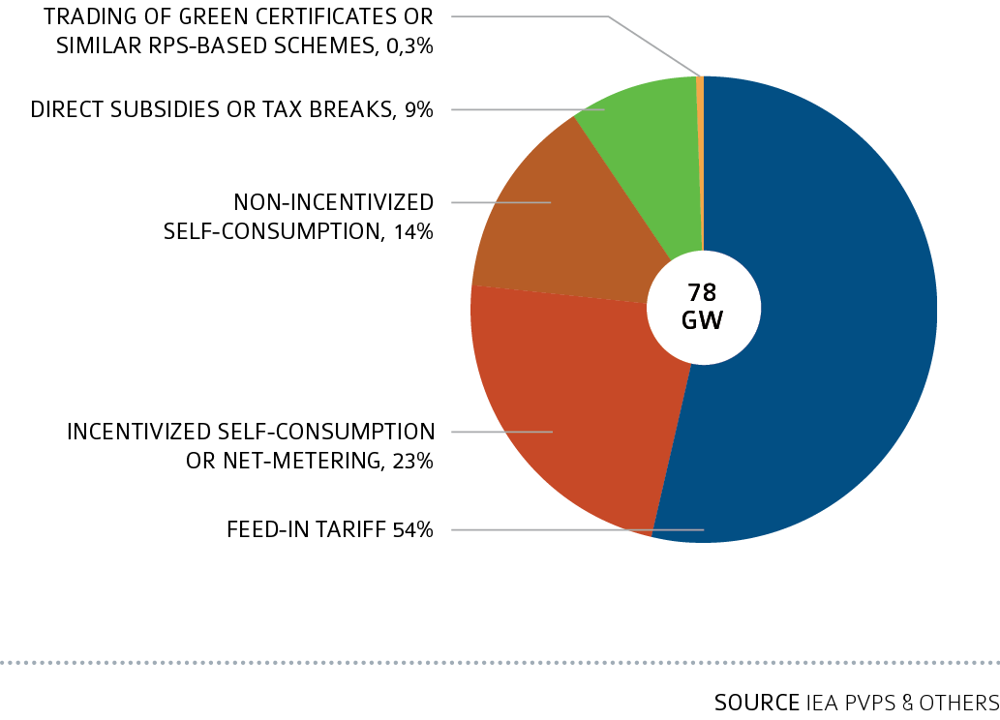 TRADING OF GREEN CERTIFICATES OR
SIMILAR RPS-BASED SCHEMES, 0,3%
DIRECT SUBSIDIES OR TAX BREAKS, 9%
NON-INCENTIVIZED
SELF-CONSUMPTION, 14%
78
GW
INCENTIVIZED SELF-CONSUMPTION
OR NET-METERING, 23%
FEED-IN TARIFF 54%
SOURCE IEA PVPS & OTHERS